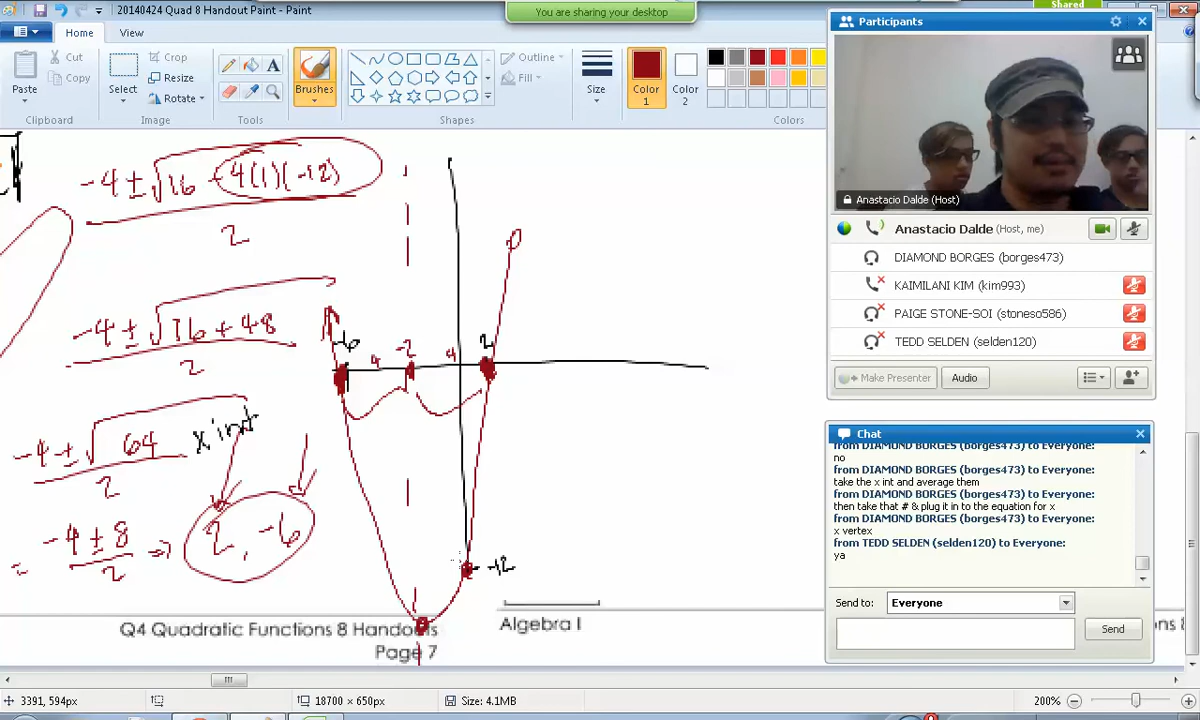 20140424 Quad 8 Handout Paint - Paint
You are sharing your desktop
Shared
Home
View
Paste
Cut
Copy
Clipboard
Select
Crop
Resize
Rotate
Image
Tools
Brushes
Shapes
Outline
Fill
Size
Color 1
Color 2
Colors
-4 ± √16 - 4(1)(-12)
2
-4 ± √16 + 48
2
-4 ± √64
2
x int
= -4 ± 8 ⇒ 2, -6
2
-6
4
-2
4
2
-12
Q4 Quadratic Functions 8 Handouts
Page 7
Algebra I
Participants
Anastacio Dalde (Host)
Anastacio Dalde (Host, me)
DIAMOND BORGES (borges473)
KAIMILANI KIM (kim993)
PAIGE STONE-SOI (stoneso586)
TEDD SELDEN (selden120)
Make Presenter
Audio
Chat
from DIAMOND BORGES (borges473) to Everyone:
no
from DIAMOND BORGES (borges473) to Everyone:
take the x int and average them
from DIAMOND BORGES (borges473) to Everyone:
then take that # & plug it in to the equation for x
from DIAMOND BORGES (borges473) to Everyone:
x vertex
from TEDD SELDEN (selden120) to Everyone:
ya
Send to: Everyone
Send
3391, 594px
18700 × 650px
Size: 4.1MB
200%